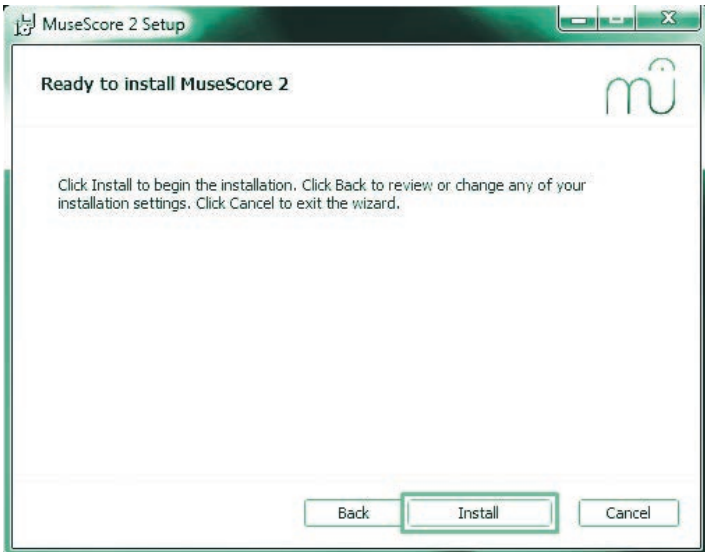 MuseScore 2 Setup
Ready to install MuseScore 2
Click Install to begin the installation. Click Back to review or change any of your
installation settings. Click Cancel to exit the wizard.
Back Install Cancel